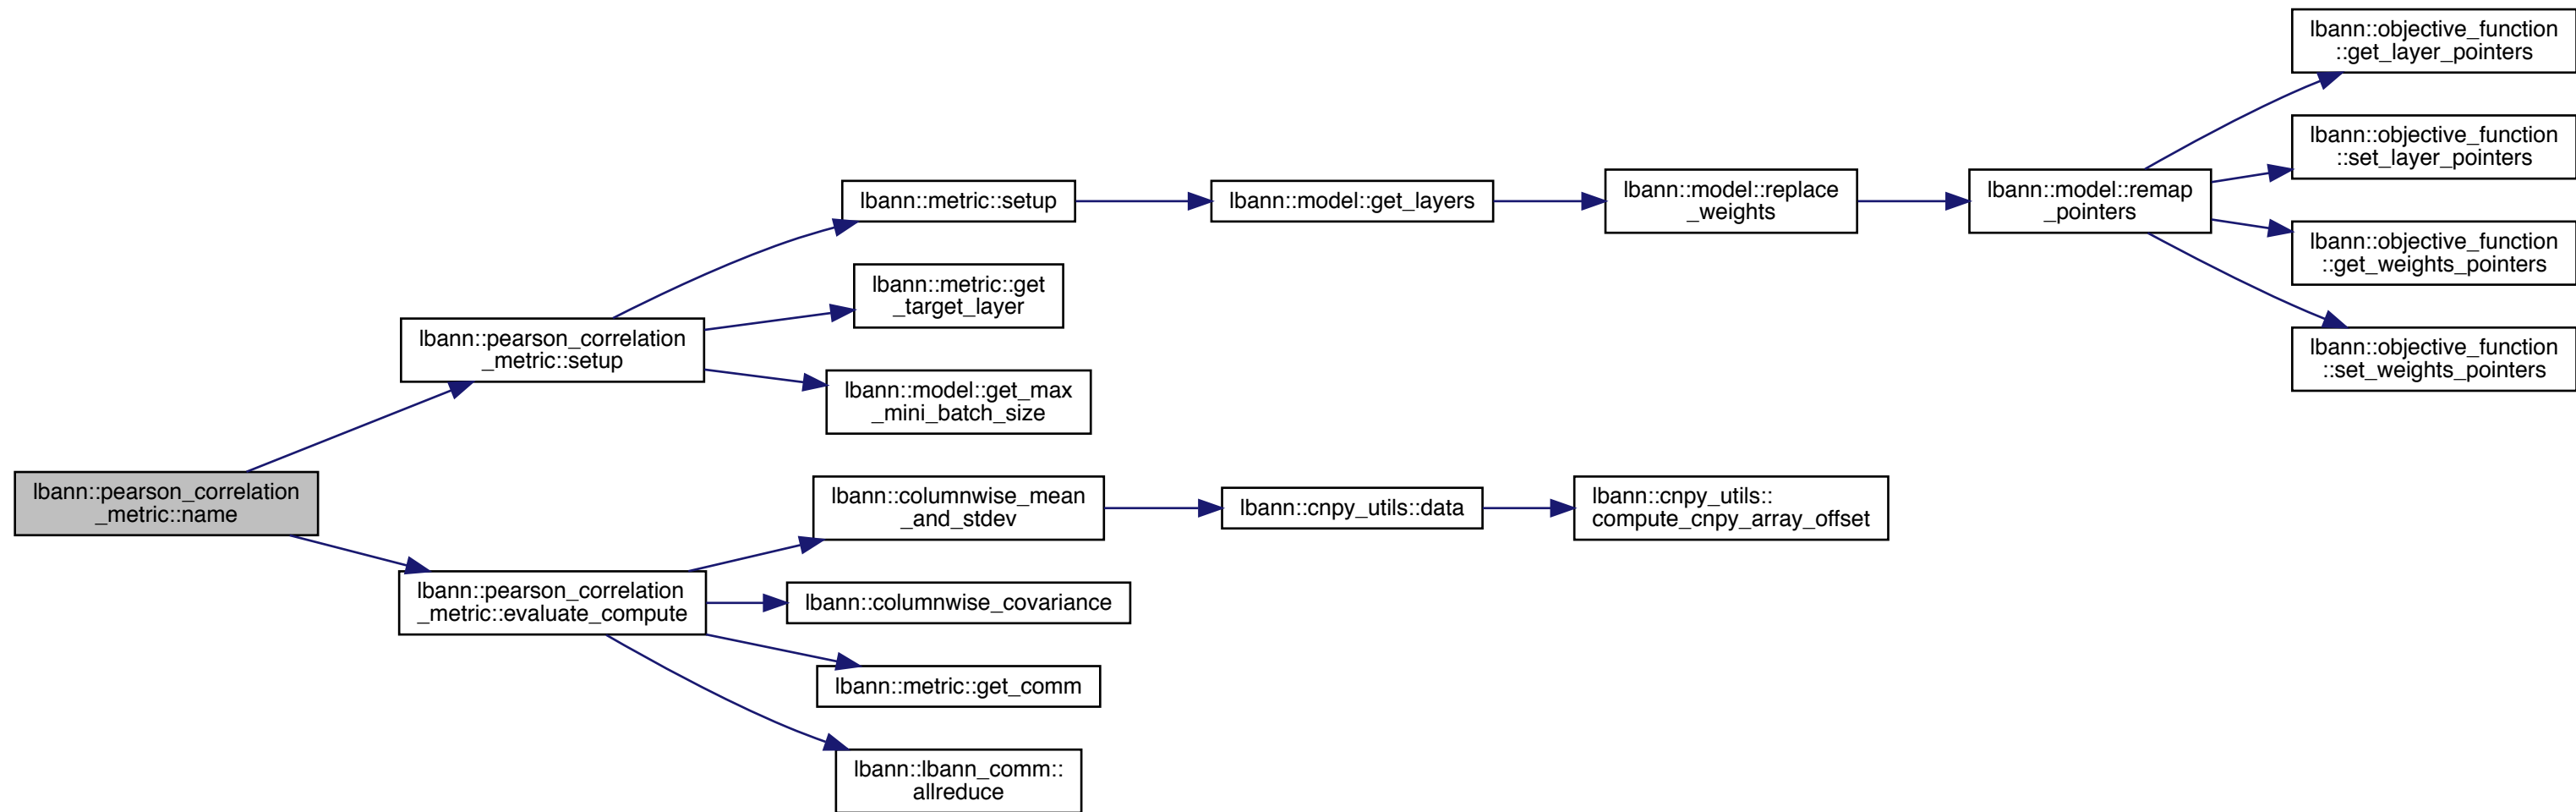 lbann::pearson_correlation
_metric::name
lbann::pearson_correlation
_metric::setup
lbann::metric::setup
lbann::model::get_layers
lbann::model::replace
_weights
lbann::model::remap
_pointers
lbann::objective_function
::get_layer_pointers
lbann::objective_function
::set_layer_pointers
lbann::objective_function
::get_weights_pointers
lbann::objective_function
::set_weights_pointers
lbann::metric::get
_target_layer
lbann::model::get_max
_mini_batch_size
lbann::pearson_correlation
_metric::evaluate_compute
lbann::columnwise_mean
_and_stdev
lbann::cnpy_utils::data
lbann::cnpy_utils::
compute_cnpy_array_offset
lbann::columnwise_covariance
lbann::metric::get_comm
lbann::lbann_comm::
allreduce